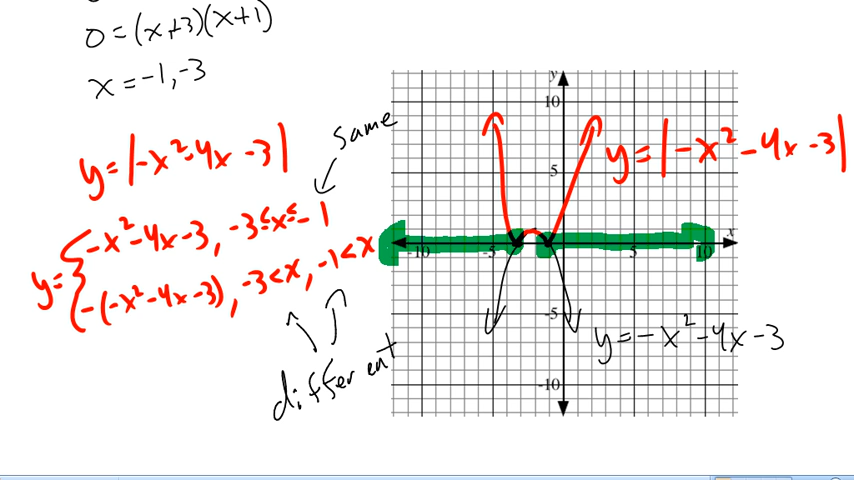 0 = (x+3)(x+1)
x = -1, -3
same
y = |-x² - 4x - 3|
y = { -x² - 4x - 3, -3 ≤ x ≤ -1
-(-x² - 4x - 3), -3 < x, -1 < x
different
y
10
5
-10
-5
5
10
x
-5
-10
y = |-x² - 4x - 3|
y = -x² - 4x - 3